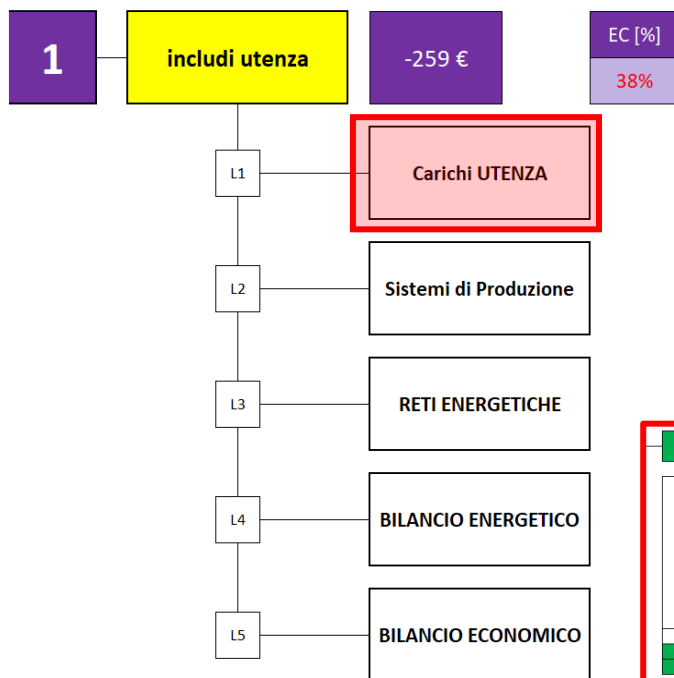 1
includi utenza
-259 €
EC [%]
38%
L1
Carichi UTENZA
L2
Sistemi di Produzione
L3
RETI ENERGETICHE
L4
BILANCIO ENERGETICO
L5
BILANCIO ECONOMICO